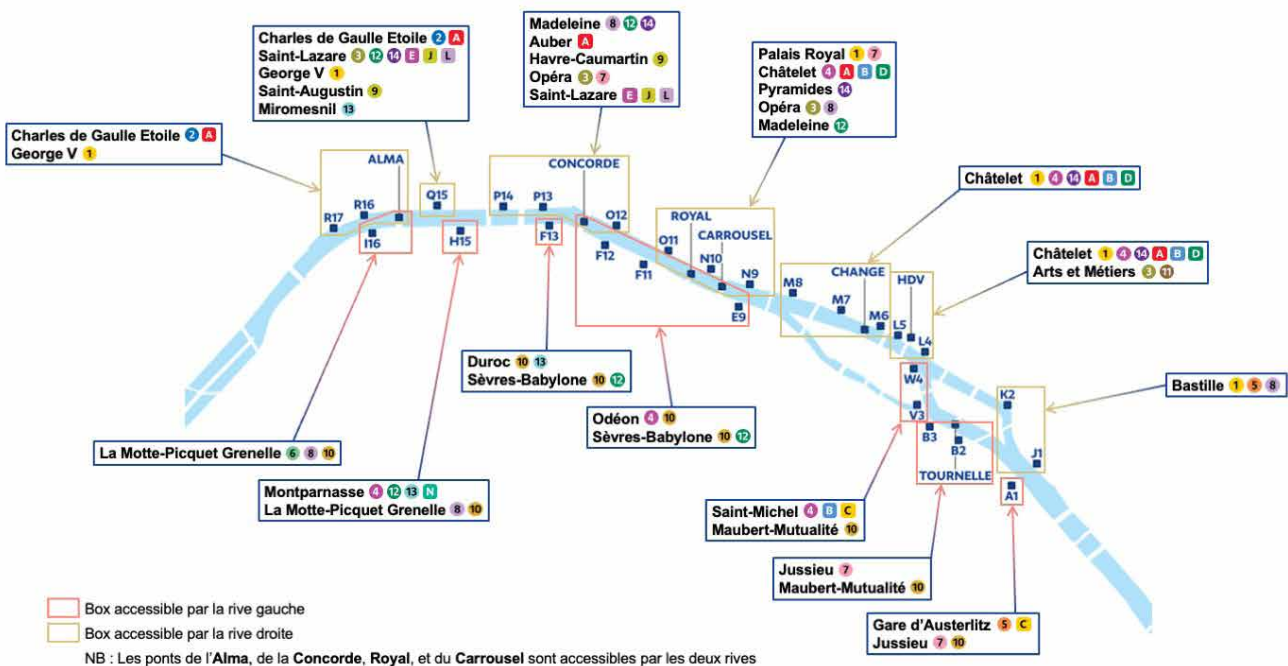 Charles de Gaulle Etoile 2 A
Saint-Lazare 3 12 14 E J L
George V 1
Saint-Augustin 9
Miromesnil 13
Madeleine 8 12 14
Auber A
Havre-Caumartin 9
Opéra 3 7
Saint-Lazare E J L
Palais Royal 1 7
Châtelet 4 A B D
Pyramides 14
Opéra 3 8
Madeleine 12
Charles de Gaulle Etoile 2 A
George V 1
Châtelet 1 4 14 A B D
Châtelet 1 4 14 A B D
Arts et Métiers 3 11
Bastille 1 5 8
ALMA
R17
R16
I16
Q15
H15
P14
P13
F13
CONCORDE
O12
F12
F11
O11
ROYAL
N10
CARROUSEL
N9
E9
M8
M7
CHANGE
M6
HDV
L5
L4
W4
V3
B3
B2
TOURNELLE
K2
J1
A1
Duroc 10 13
Sèvres-Babylone 10 12
Odéon 4 10
Sèvres-Babylone 10 12
La Motte-Picquet Grenelle 6 8 10
Montparnasse 4 12 13 N
La Motte-Picquet Grenelle 8 10
Saint-Michel 4 B C
Maubert-Mutualité 10
Jussieu 7
Maubert-Mutualité 10
Gare d'Austerlitz 5 C
Jussieu 7 10
Box accessible par la rive gauche
Box accessible par la rive droite
NB : Les ponts de l'Alma, de la Concorde, Royal, et du Carrousel sont accessibles par les deux rives